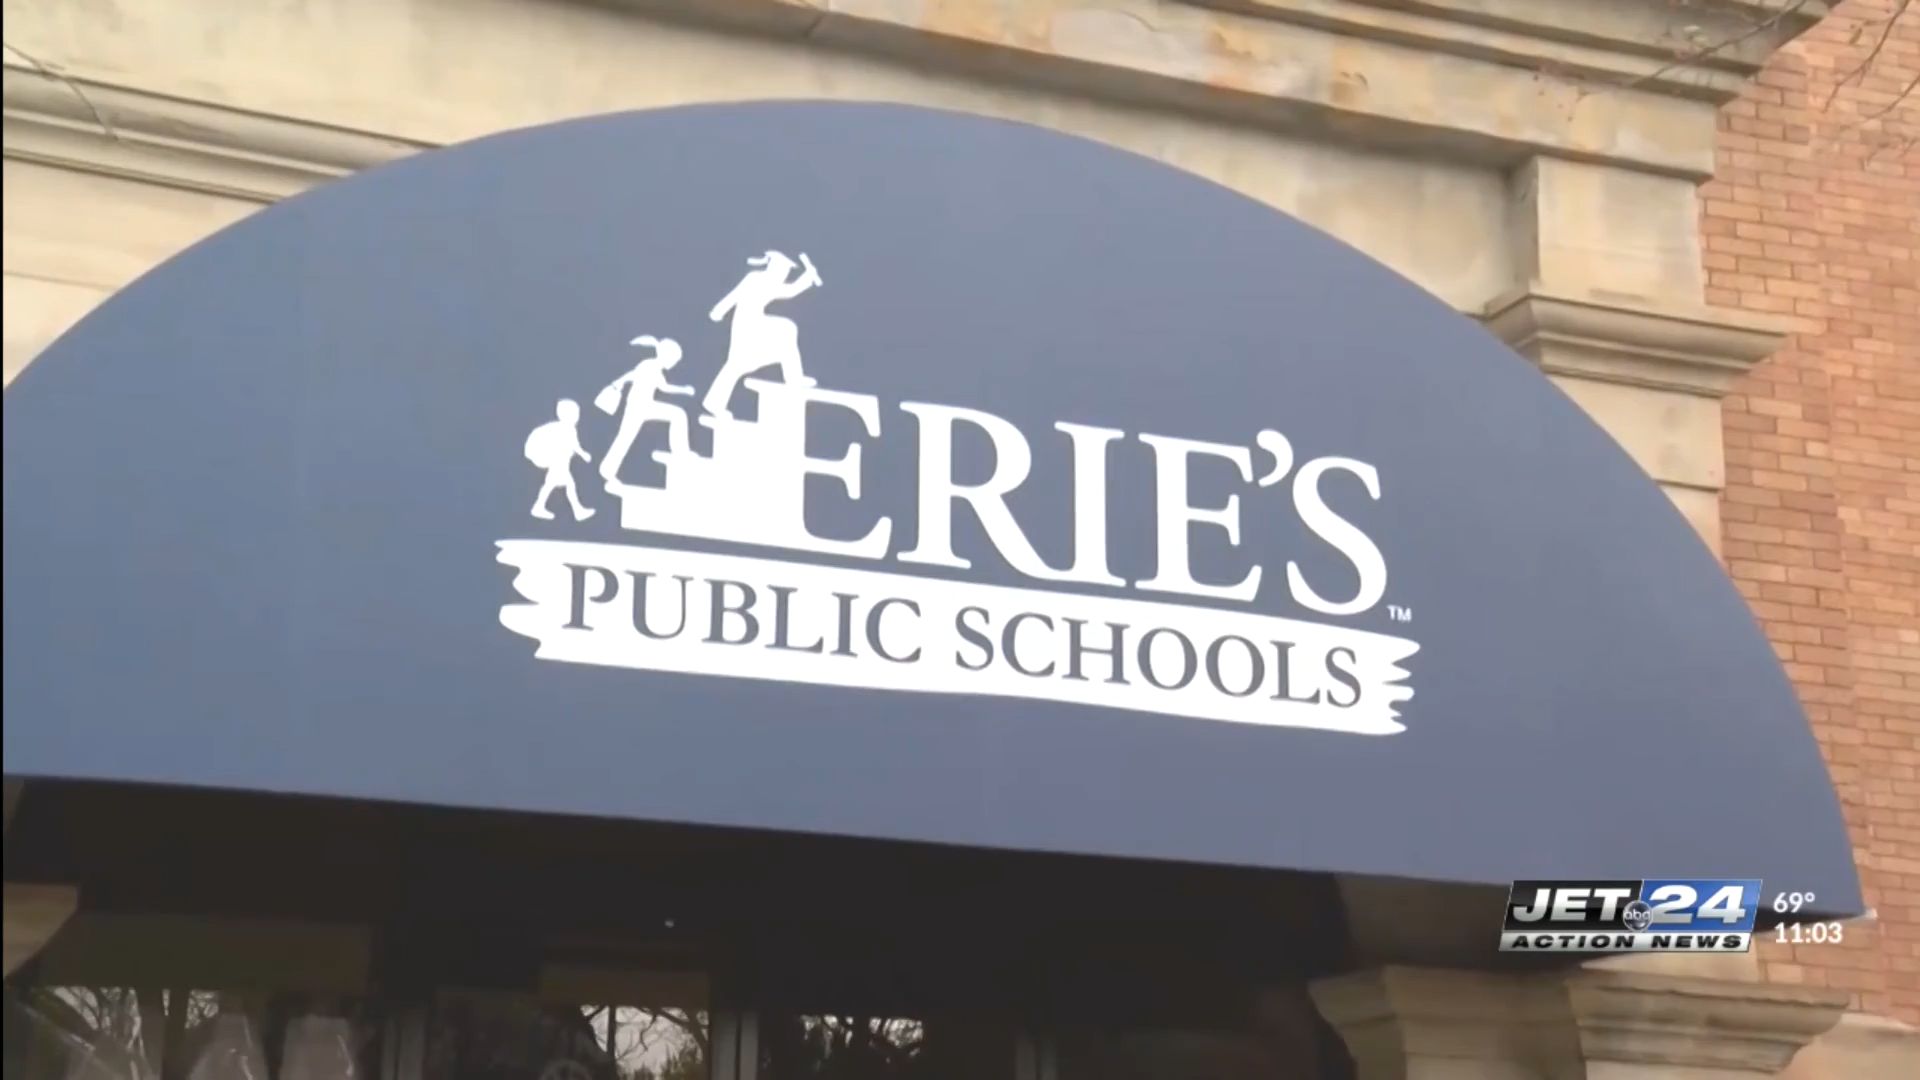 ERIE'S
™
PUBLIC SCHOOLS
JET abc 24
ACTION NEWS
69°
11:03